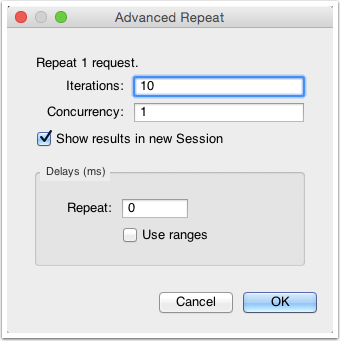 Advanced Repeat
Repeat 1 request.
Iterations: 10
Concurrency: 1
Show results in new Session
Delays (ms)
Repeat: 0
Use ranges
Cancel OK